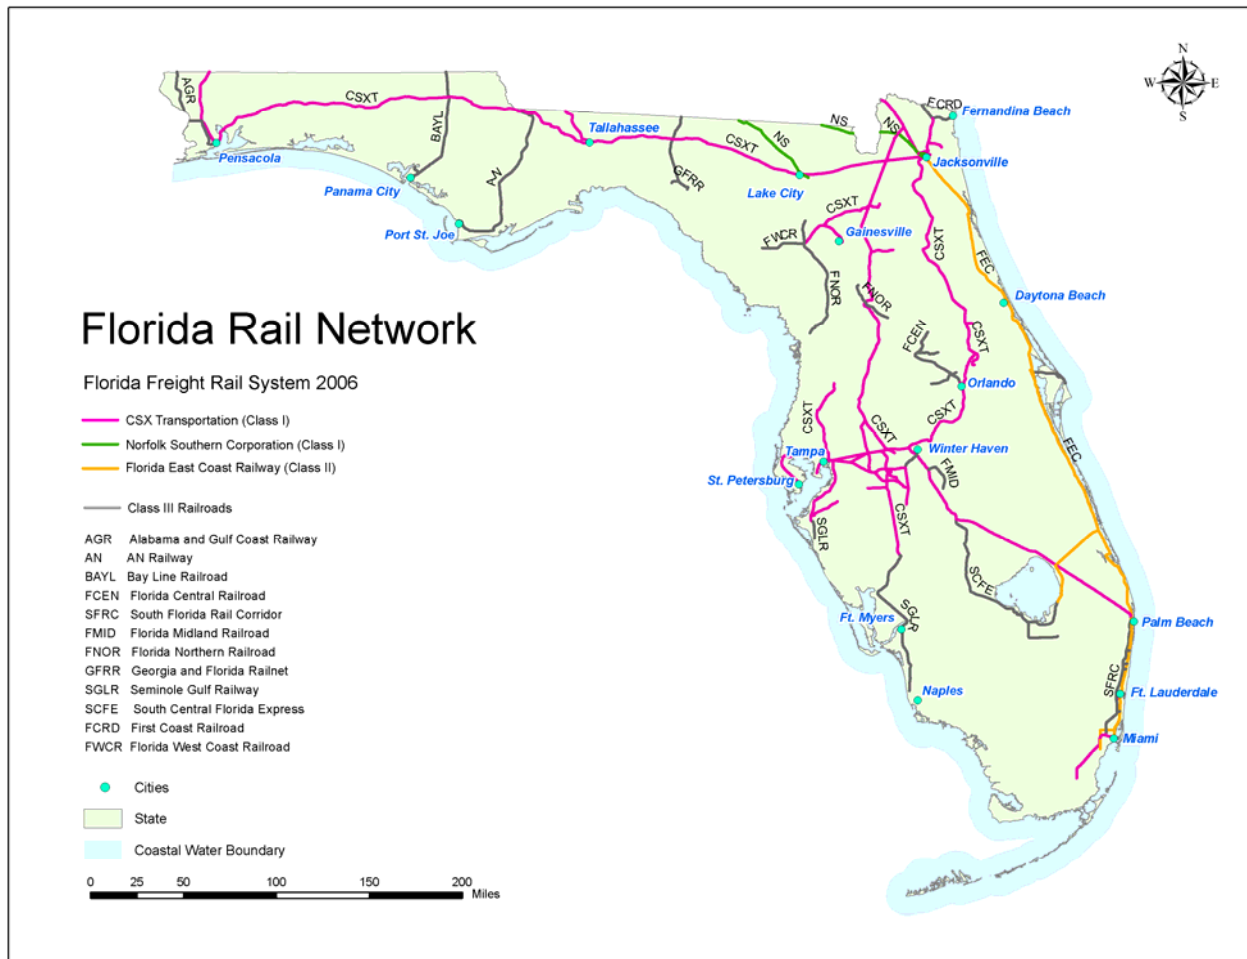 N
W E
S
AGR
CSXT
BAYL
AN
Pensacola
Panama City
Port St. Joe
Tallahassee
CSXT
GFRR
NS
NS
NS
ECRD
Fernandina Beach
Jacksonville
Lake City
CSXT
Gainesville
FWCR
FNOR
FNOR
CSXT
FEC
Daytona Beach
FCEN
CSXT
Orlando
CSXT
CSXT
CSXT
Tampa
Winter Haven
St. Petersburg
FMID
FEC
SGLR
CSXT
SCFE
Ft. Myers
SGLR
Palm Beach
Naples
SFRC
Ft. Lauderdale
Miami
Florida Rail Network
Florida Freight Rail System 2006
CSX Transportation (Class I)
Norfolk Southern Corporation (Class I)
Florida East Coast Railway (Class II)
Class III Railroads
AGR Alabama and Gulf Coast Railway
AN AN Railway
BAYL Bay Line Railroad
FCEN Florida Central Railroad
SFRC South Florida Rail Corridor
FMID Florida Midland Railroad
FNOR Florida Northern Railroad
GFRR Georgia and Florida Railnet
SGLR Seminole Gulf Railway
SCFE South Central Florida Express
FCRD First Coast Railroad
FWCR Florida West Coast Railroad
Cities
State
Coastal Water Boundary
0 25 50 100 150 200
Miles